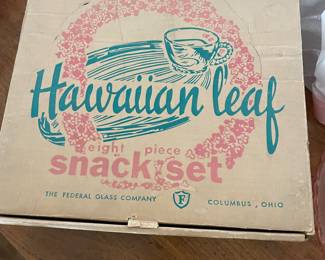 Hawaiian leaf
eight piece
snack set
THE FEDERAL GLASS COMPANY F COLUMBUS, OHIO